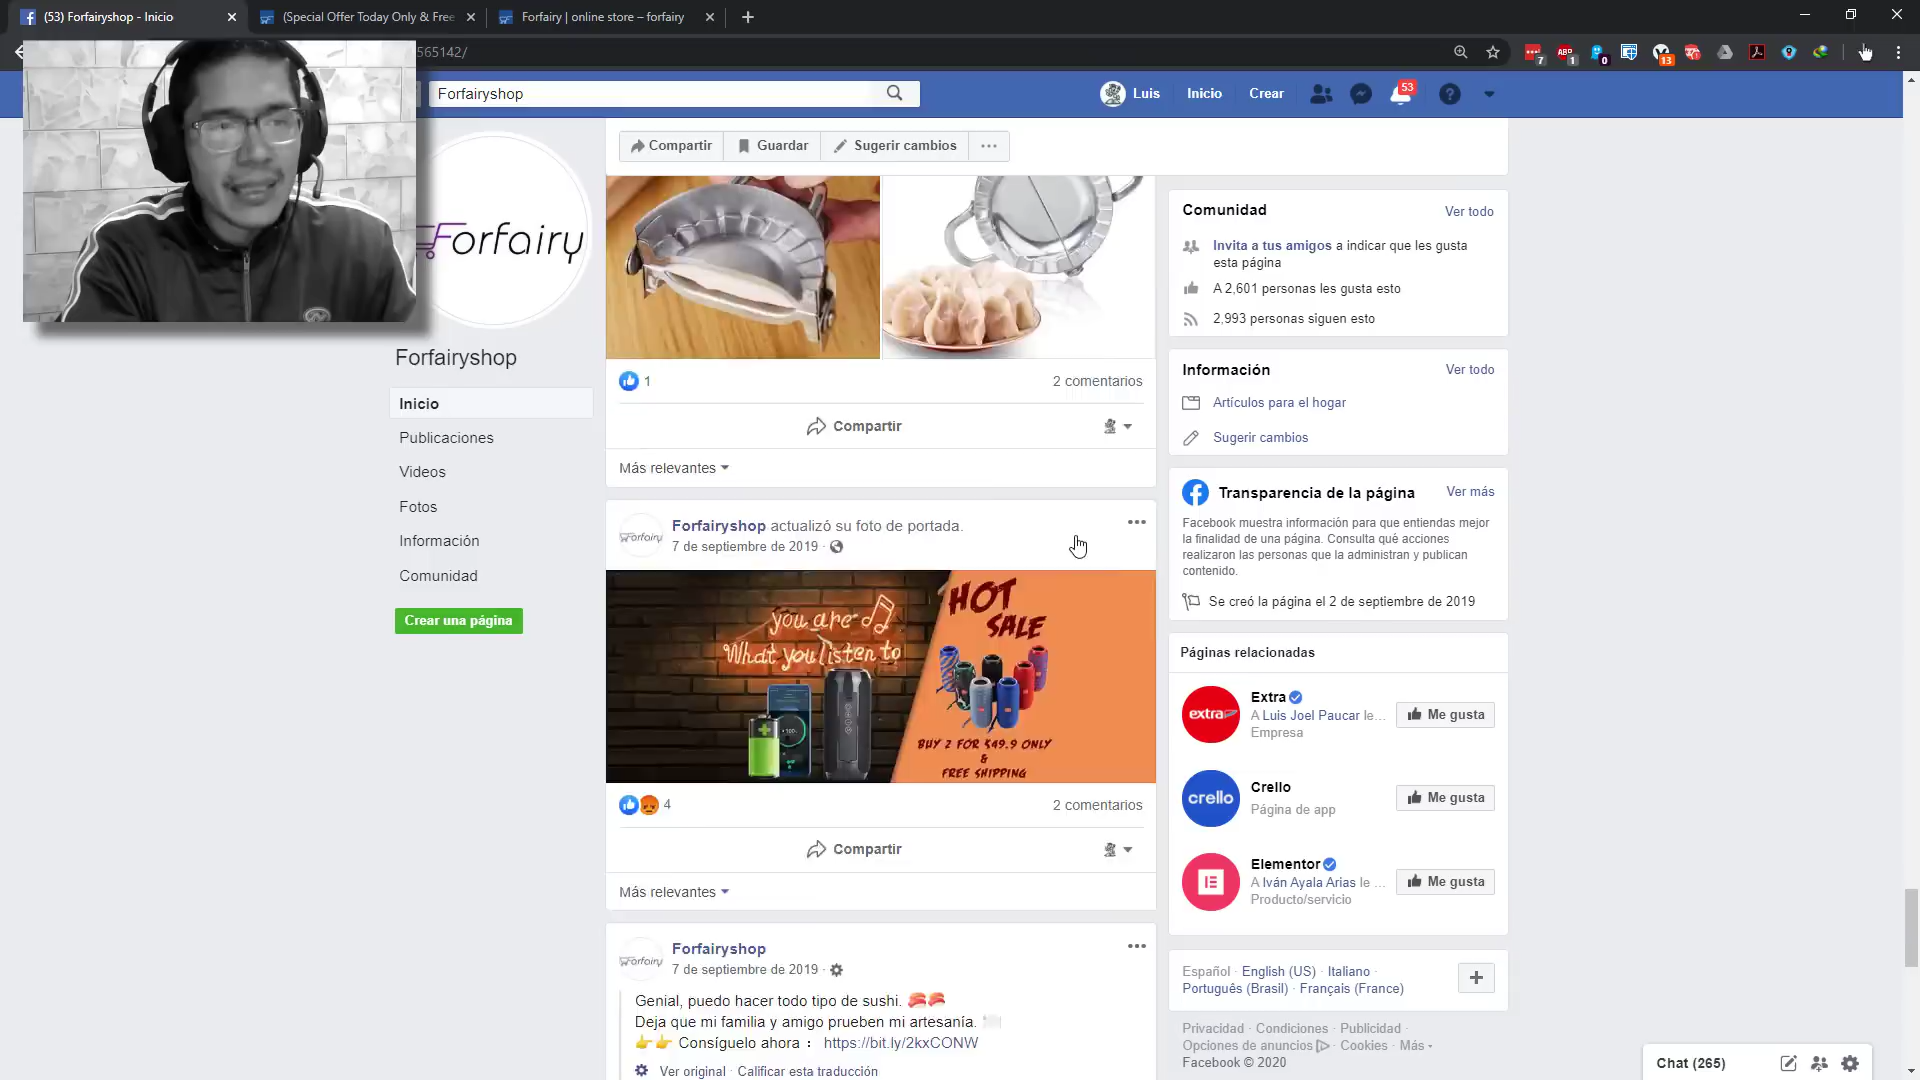 (53) Forfairyshop - Inicio
(Special Offer Today Only & Free
Forfairy | online store – forfairy
565142/
7
ABP
1
0
13
Forfairyshop
Luis
Inicio
Crear
53
Compartir
Guardar
Sugerir cambios
Forfairy
Forfairyshop
Inicio
Publicaciones
Videos
Fotos
Información
Comunidad
Crear una página
1
2 comentarios
Compartir
Más relevantes
Forfairyshop actualizó su foto de portada.
7 de septiembre de 2019 ·
Forfairy
you are
What you listen to
HOT
SALE
BUY 2 FOR $49.9 ONLY
&
FREE SHIPPING
4
2 comentarios
Compartir
Más relevantes
Forfairyshop
7 de septiembre de 2019 ·
Forfairy
Genial, puedo hacer todo tipo de sushi. 🍣🍣
Deja que mi familia y amigo prueben mi artesanía. 🍽
👉👉 Consíguelo ahora： https://bit.ly/2kxCONW
Ver original · Calificar esta traducción
Comunidad
Ver todo
Invita a tus amigos a indicar que les gusta
esta página
A 2,601 personas les gusta esto
2,993 personas siguen esto
Información
Ver todo
Artículos para el hogar
Sugerir cambios
Transparencia de la página
Ver más
Facebook muestra información para que entiendas mejor
la finalidad de una página. Consulta qué acciones
realizaron las personas que la administran y publican
contenido.
Se creó la página el 2 de septiembre de 2019
Páginas relacionadas
extra
Extra
A Luis Joel Paucar le...
Empresa
Me gusta
crello
Crello
Página de app
Me gusta
Elementor
A Iván Ayala Arias le ...
Producto/servicio
Me gusta
Español · English (US) · Italiano ·
Português (Brasil) · Français (France)
Privacidad · Condiciones · Publicidad ·
Opciones de anuncios · Cookies · Más
Facebook © 2020
Chat (265)